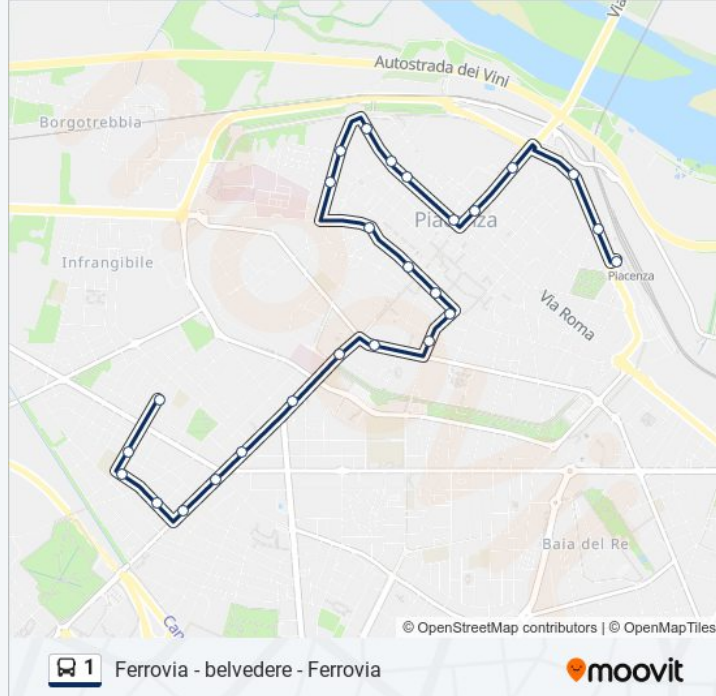 Via
Autostrada dei Vini
Borgotrebbia
Piacenza
Infrangibile
Piacenza
Via Roma
Baia del Re
© OpenStreetMap contributors | © OpenMapTiles
1 Ferrovia - belvedere - Ferrovia
moovit